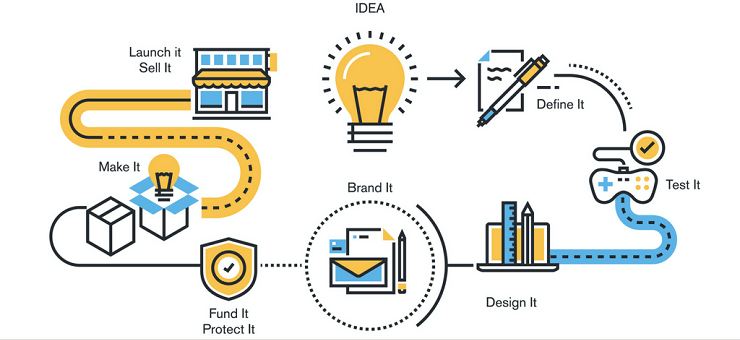 IDEA
Define It
Test It
Design It
Brand It
Fund It
Protect It
Make It
Launch it
Sell It